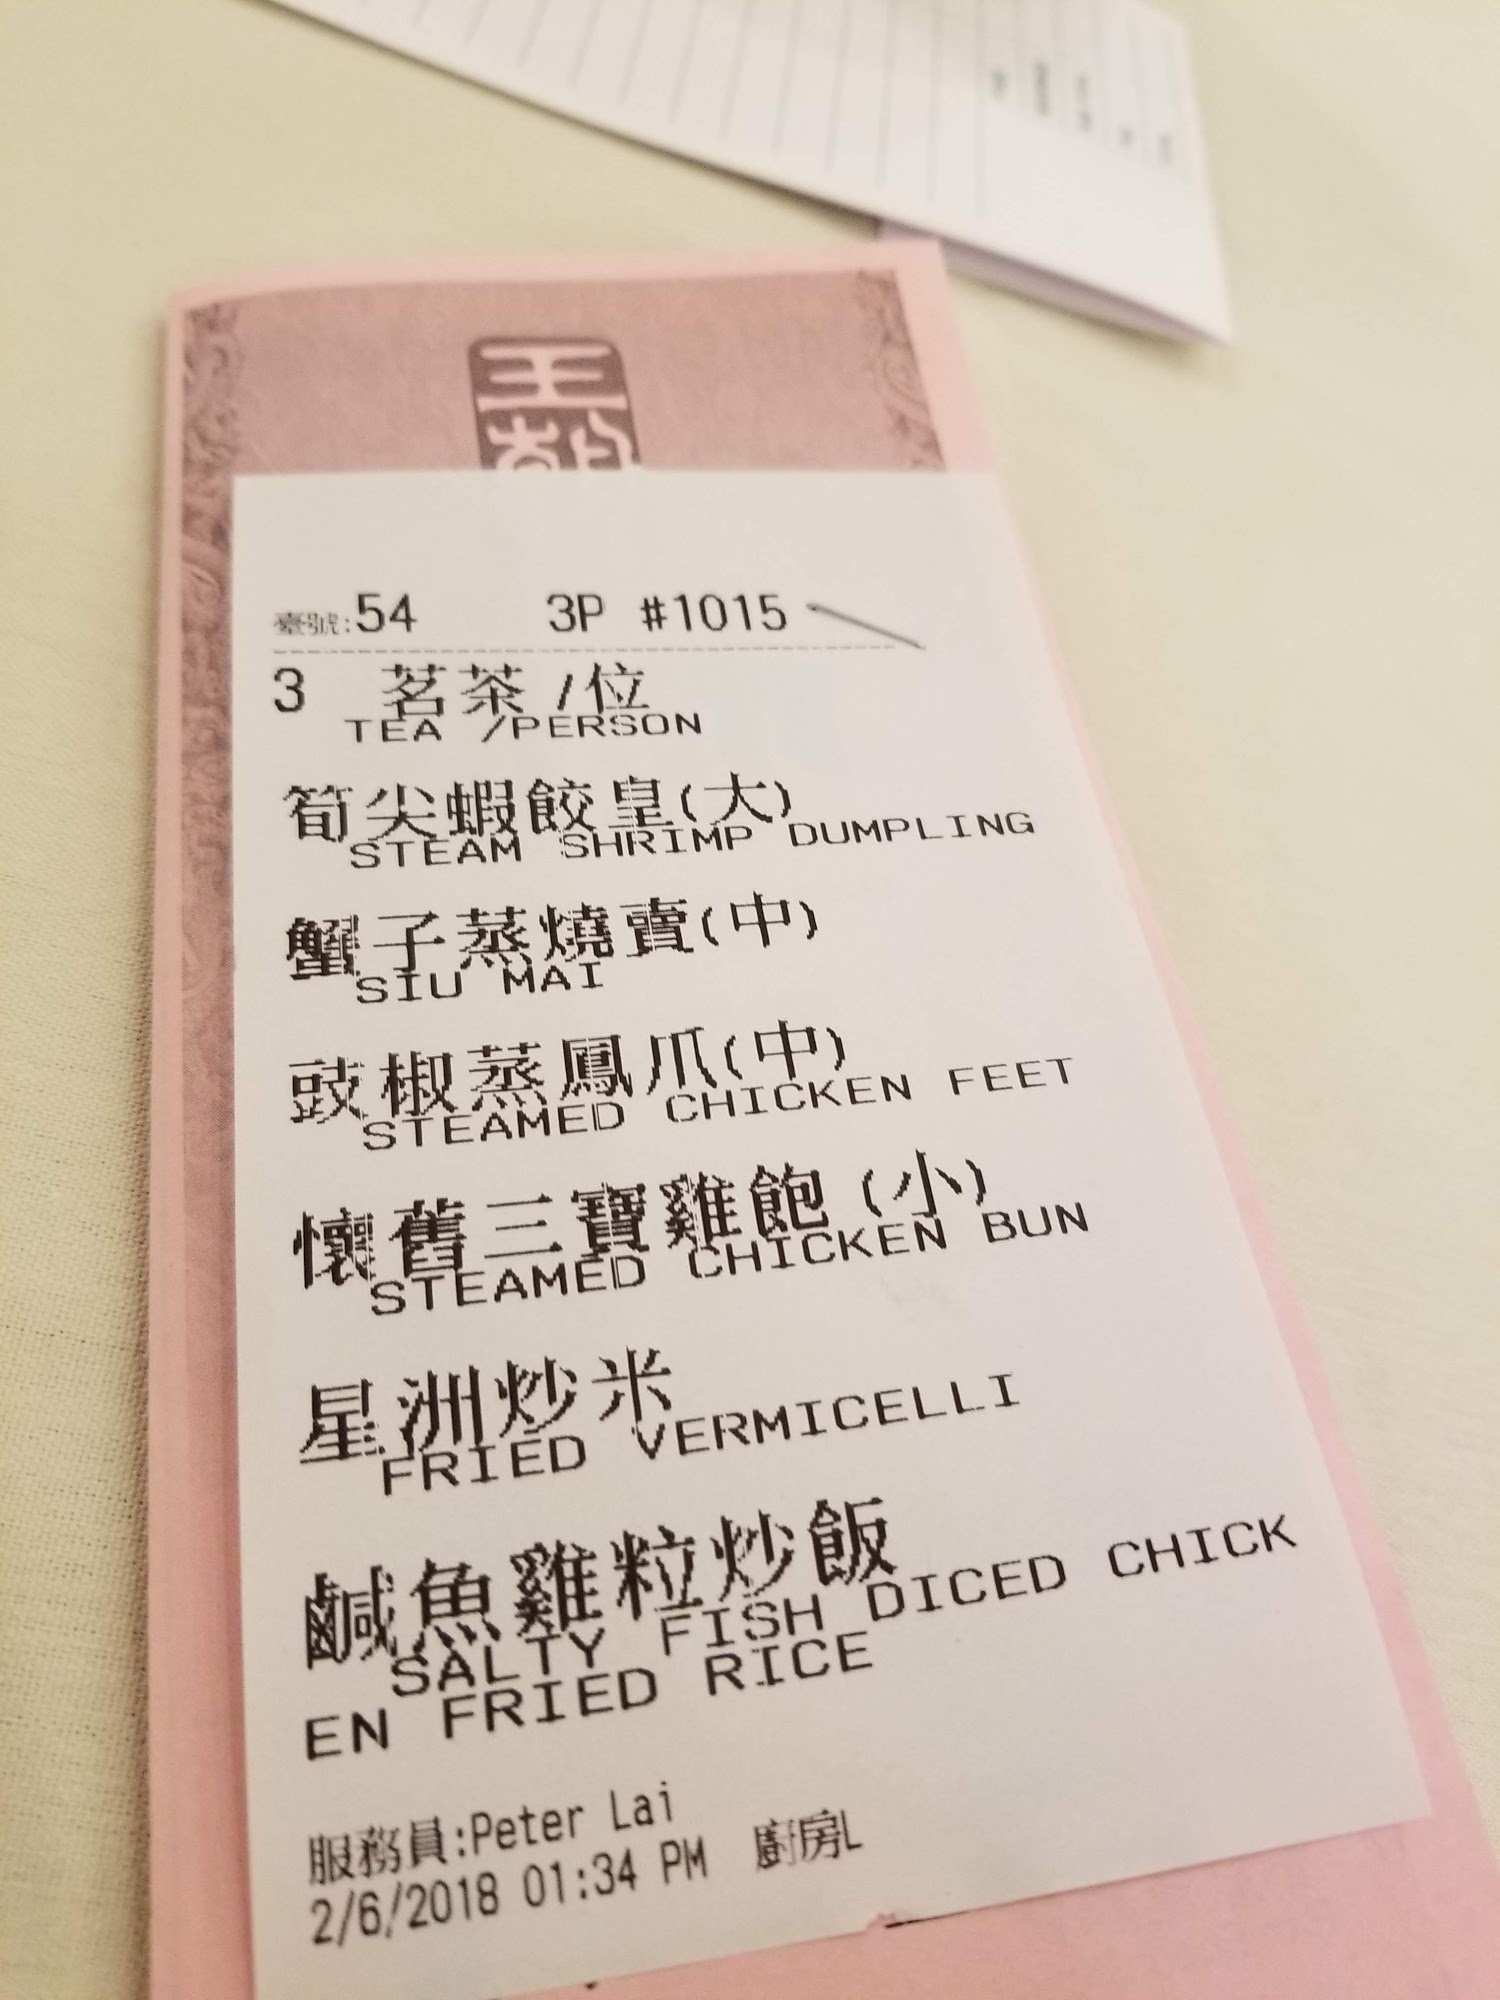 王朝
臺號:54 3P #1015
3 茗茶 /位
TEA /PERSON
筍尖蝦餃皇(大)
STEAM SHRIMP DUMPLING
蟹子蒸燒賣(中)
SIU MAI
豉椒蒸鳳爪(中)
STEAMED CHICKEN FEET
懷舊三寶雞飽 (小)
STEAMED CHICKEN BUN
星洲炒米
FRIED VERMICELLI
鹹魚雞粒炒飯
SALTY FISH DICED CHICK
EN FRIED RICE
服務員:Peter Lai
2/6/2018 01:34 PM 廚房L